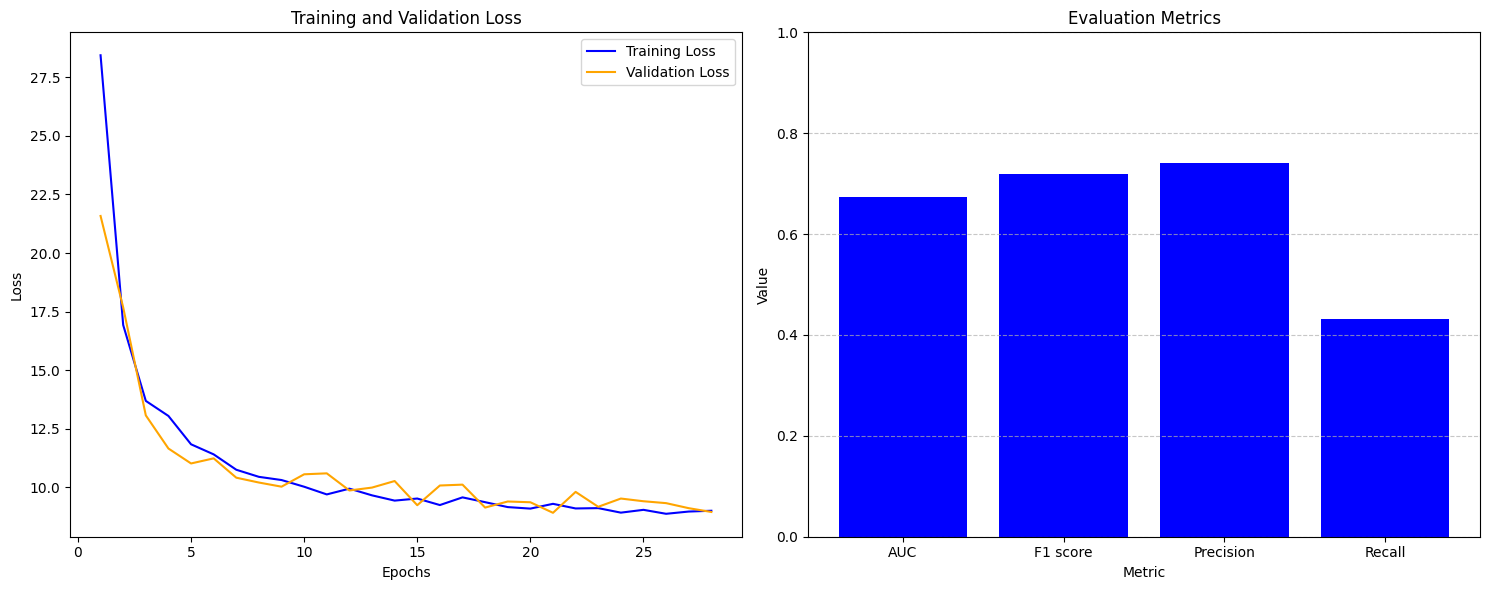 Training and Validation Loss
Training Loss
Validation Loss
27.5
25.0
22.5
20.0
17.5
15.0
12.5
10.0
Loss
0 5 10 15 20 25
Epochs
Evaluation Metrics
1.0
0.8
0.6
0.4
0.2
0.0
Value
AUC F1 score Precision Recall
Metric